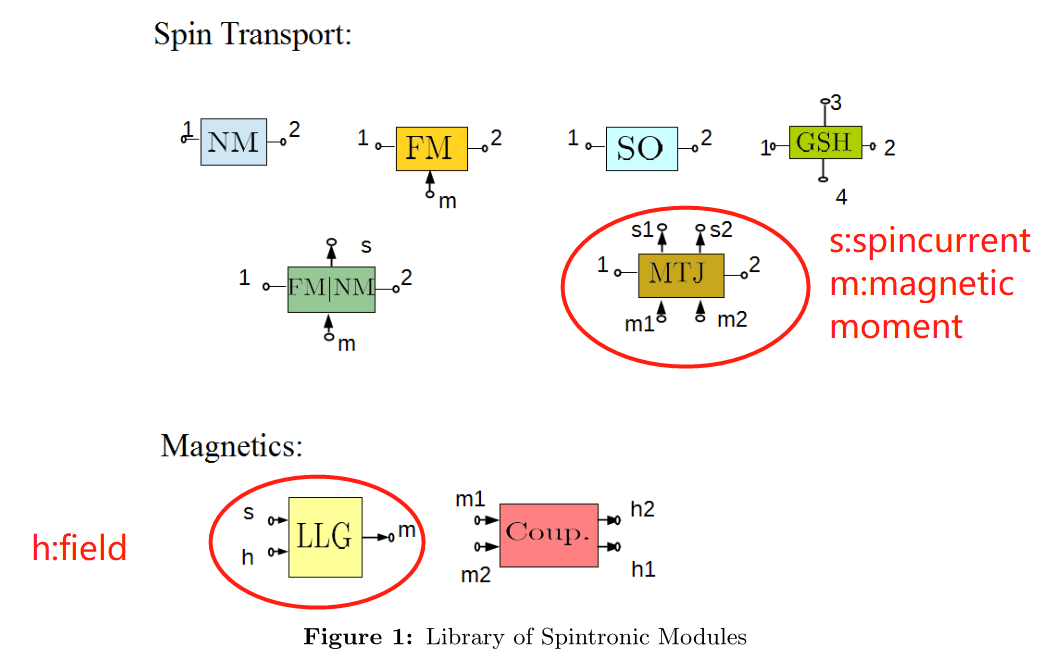 Spin Transport:
1 NM 2
1 FM 2
m
1 SO 2
3
1 GSH 2
4
s
1 FM|NM 2
m
s1 s2
1 MTJ 2
m1 m2
s:spincurrent
m:magnetic
moment
Magnetics:
h:field
s
LLG m
h
m1 h2
Coup.
m2 h1
Figure 1: Library of Spintronic Modules